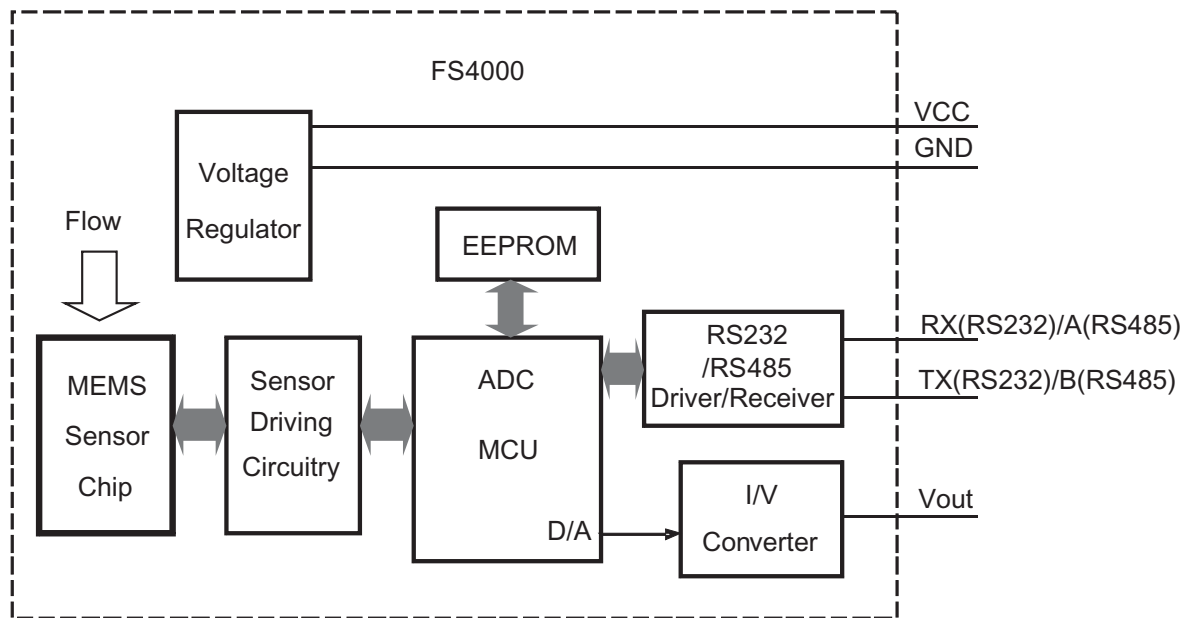 FS4000
VCC
GND
Voltage
Regulator
Flow
EEPROM
MEMS
Sensor
Chip
Sensor
Driving
Circuitry
ADC
MCU
D/A
RS232
/RS485
Driver/Receiver
RX(RS232)/A(RS485)
TX(RS232)/B(RS485)
I/V
Converter
Vout